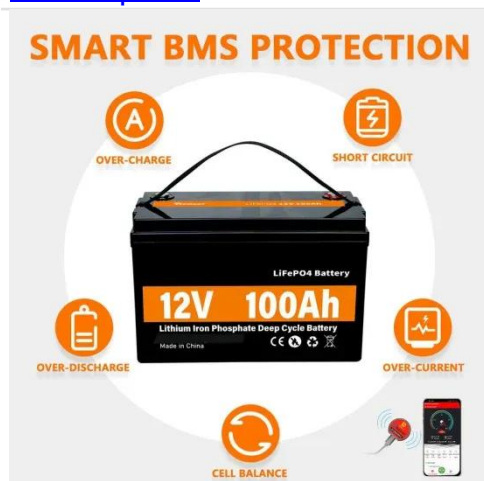 SMART BMS PROTECTION
OVER-CHARGE
SHORT CIRCUIT
LiFePO4 Battery
12V 100Ah
Lithium Iron Phosphate Deep Cycle Battery
Made in China
CE
OVER-DISCHARGE
OVER-CURRENT
CELL BALANCE